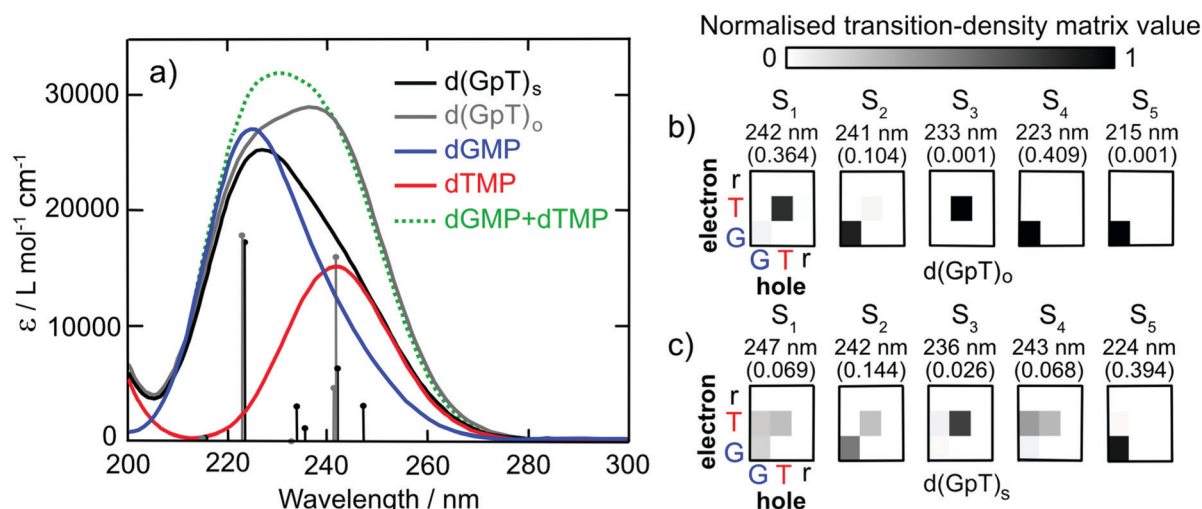 a)
d(GpT)s
d(GpT)o
dGMP
dTMP
dGMP+dTMP
ε / L mol⁻¹ cm⁻¹
30000
20000
10000
0
200 220 240 260 280 300
Wavelength / nm
Normalised transition-density matrix value
0 1
b)
S1 S2 S3 S4 S5
242 nm 241 nm 233 nm 223 nm 215 nm
(0.364) (0.104) (0.001) (0.409) (0.001)
electron
r
T
G
G T r
hole
d(GpT)o
c)
S1 S2 S3 S4 S5
247 nm 242 nm 236 nm 243 nm 224 nm
(0.069) (0.144) (0.026) (0.068) (0.394)
electron
r
T
G
G T r
hole
d(GpT)s